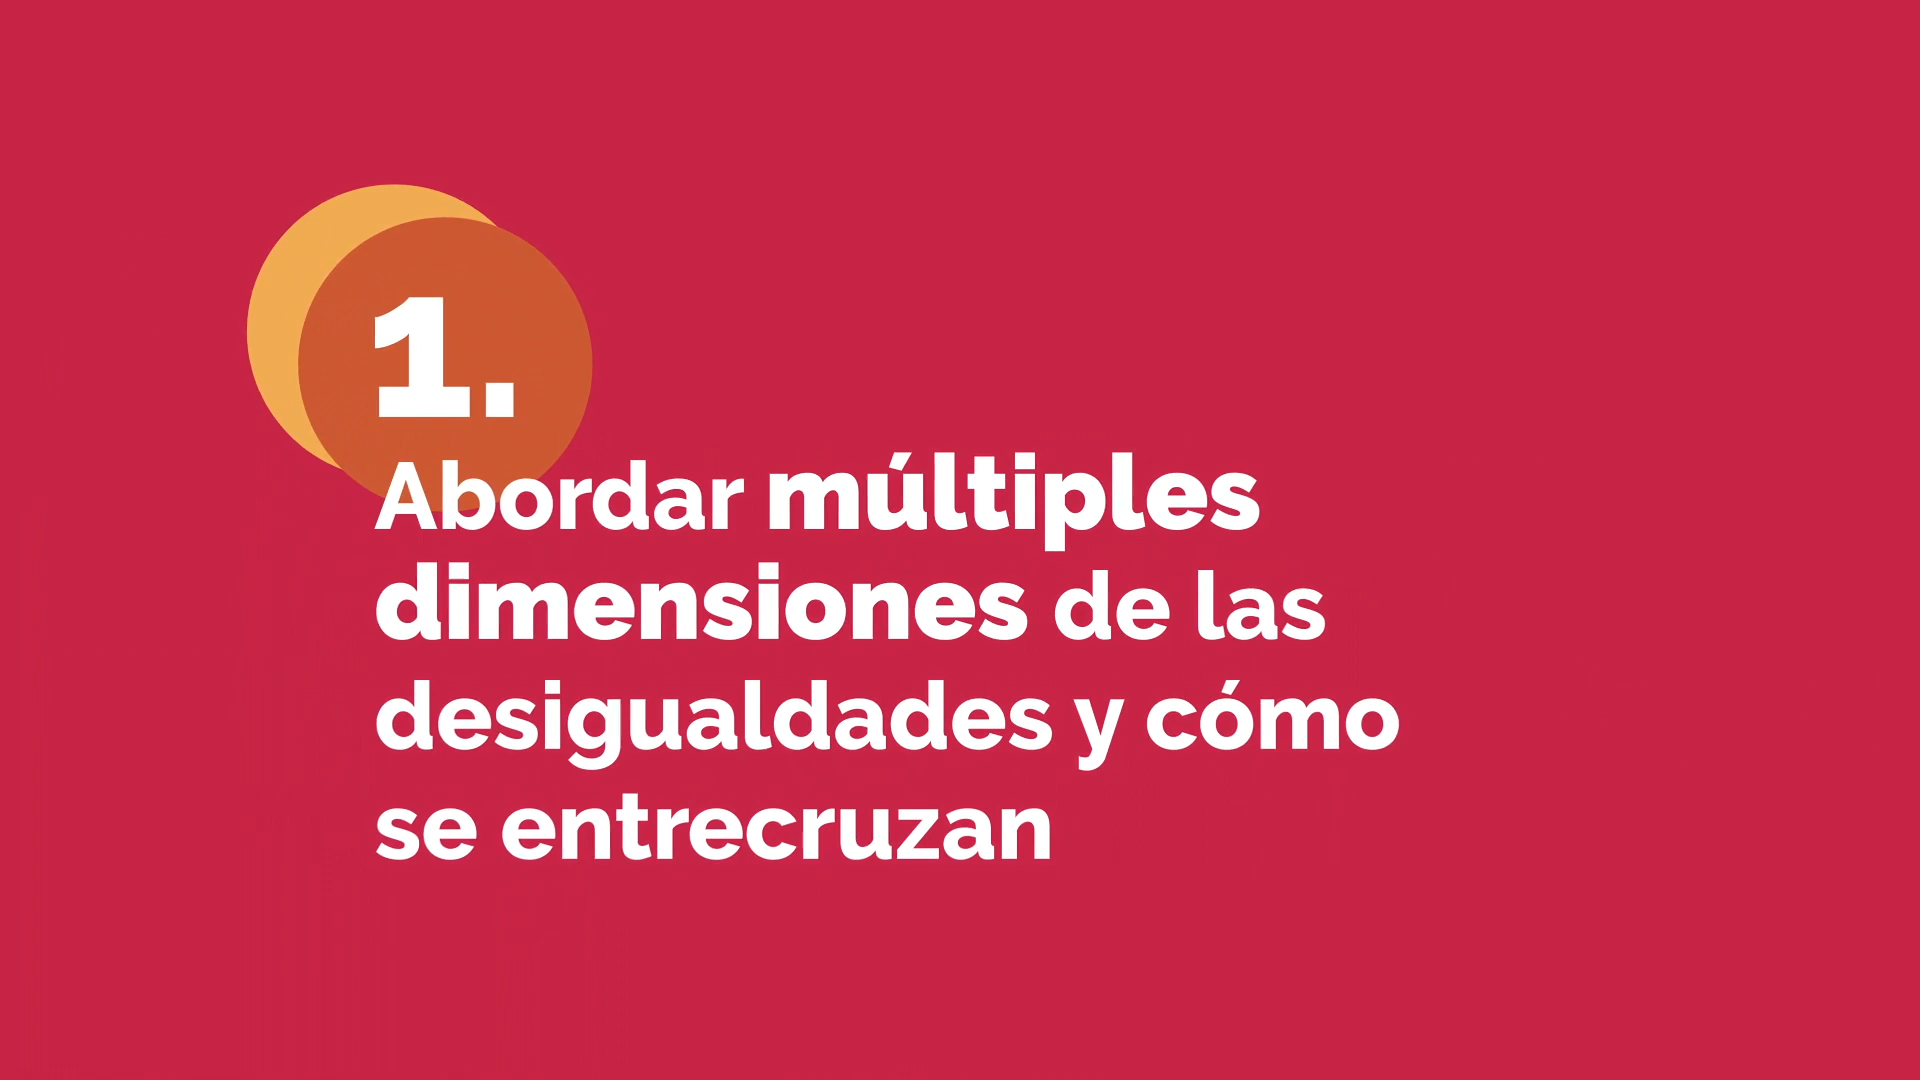 1.
Abordar múltiples
dimensiones de las
desigualdades y cómo
se entrecruzan